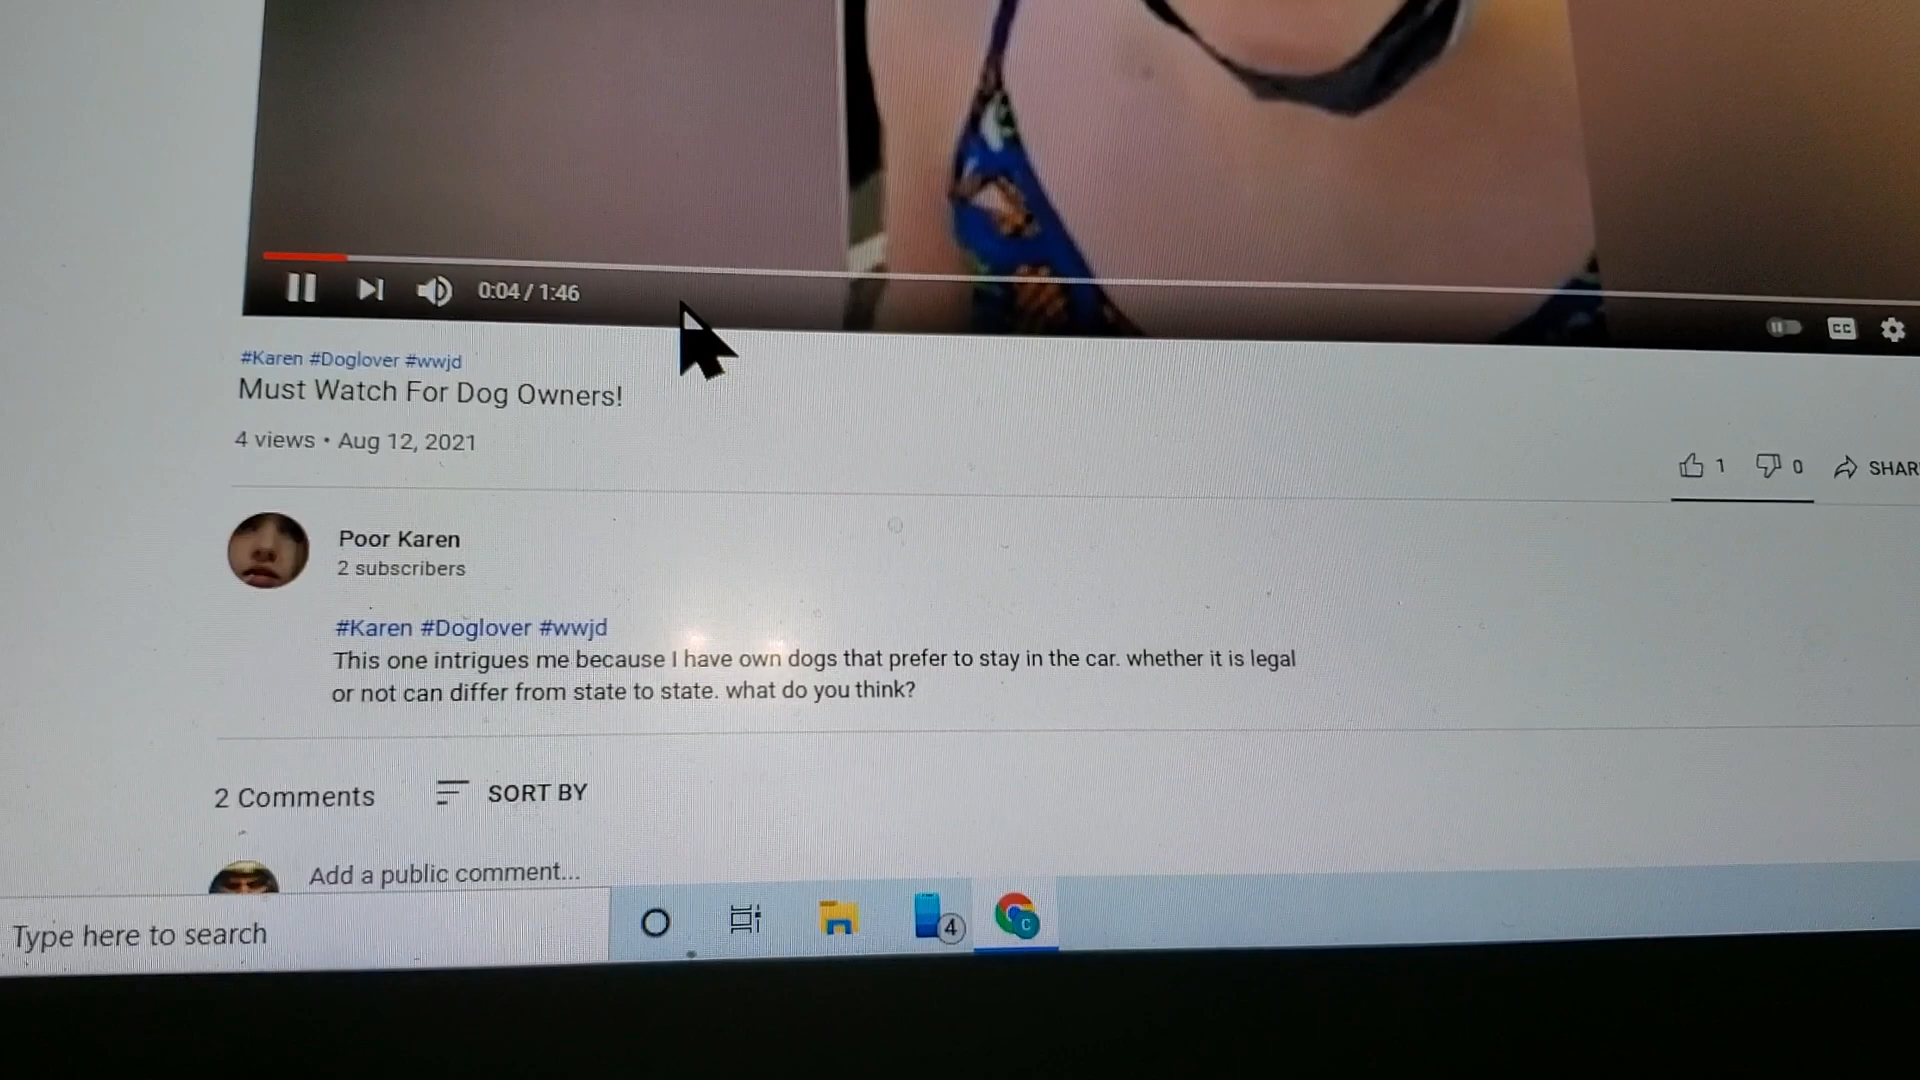 0:04 / 1:46
CC
#Karen #Doglover #wwjd
Must Watch For Dog Owners!
4 views • Aug 12, 2021
1 0 SHAR
Poor Karen
2 subscribers
#Karen #Doglover #wwjd
This one intrigues me because I have own dogs that prefer to stay in the car. whether it is legal
or not can differ from state to state. what do you think?
2 Comments SORT BY
Add a public comment...
Type here to search
4
C